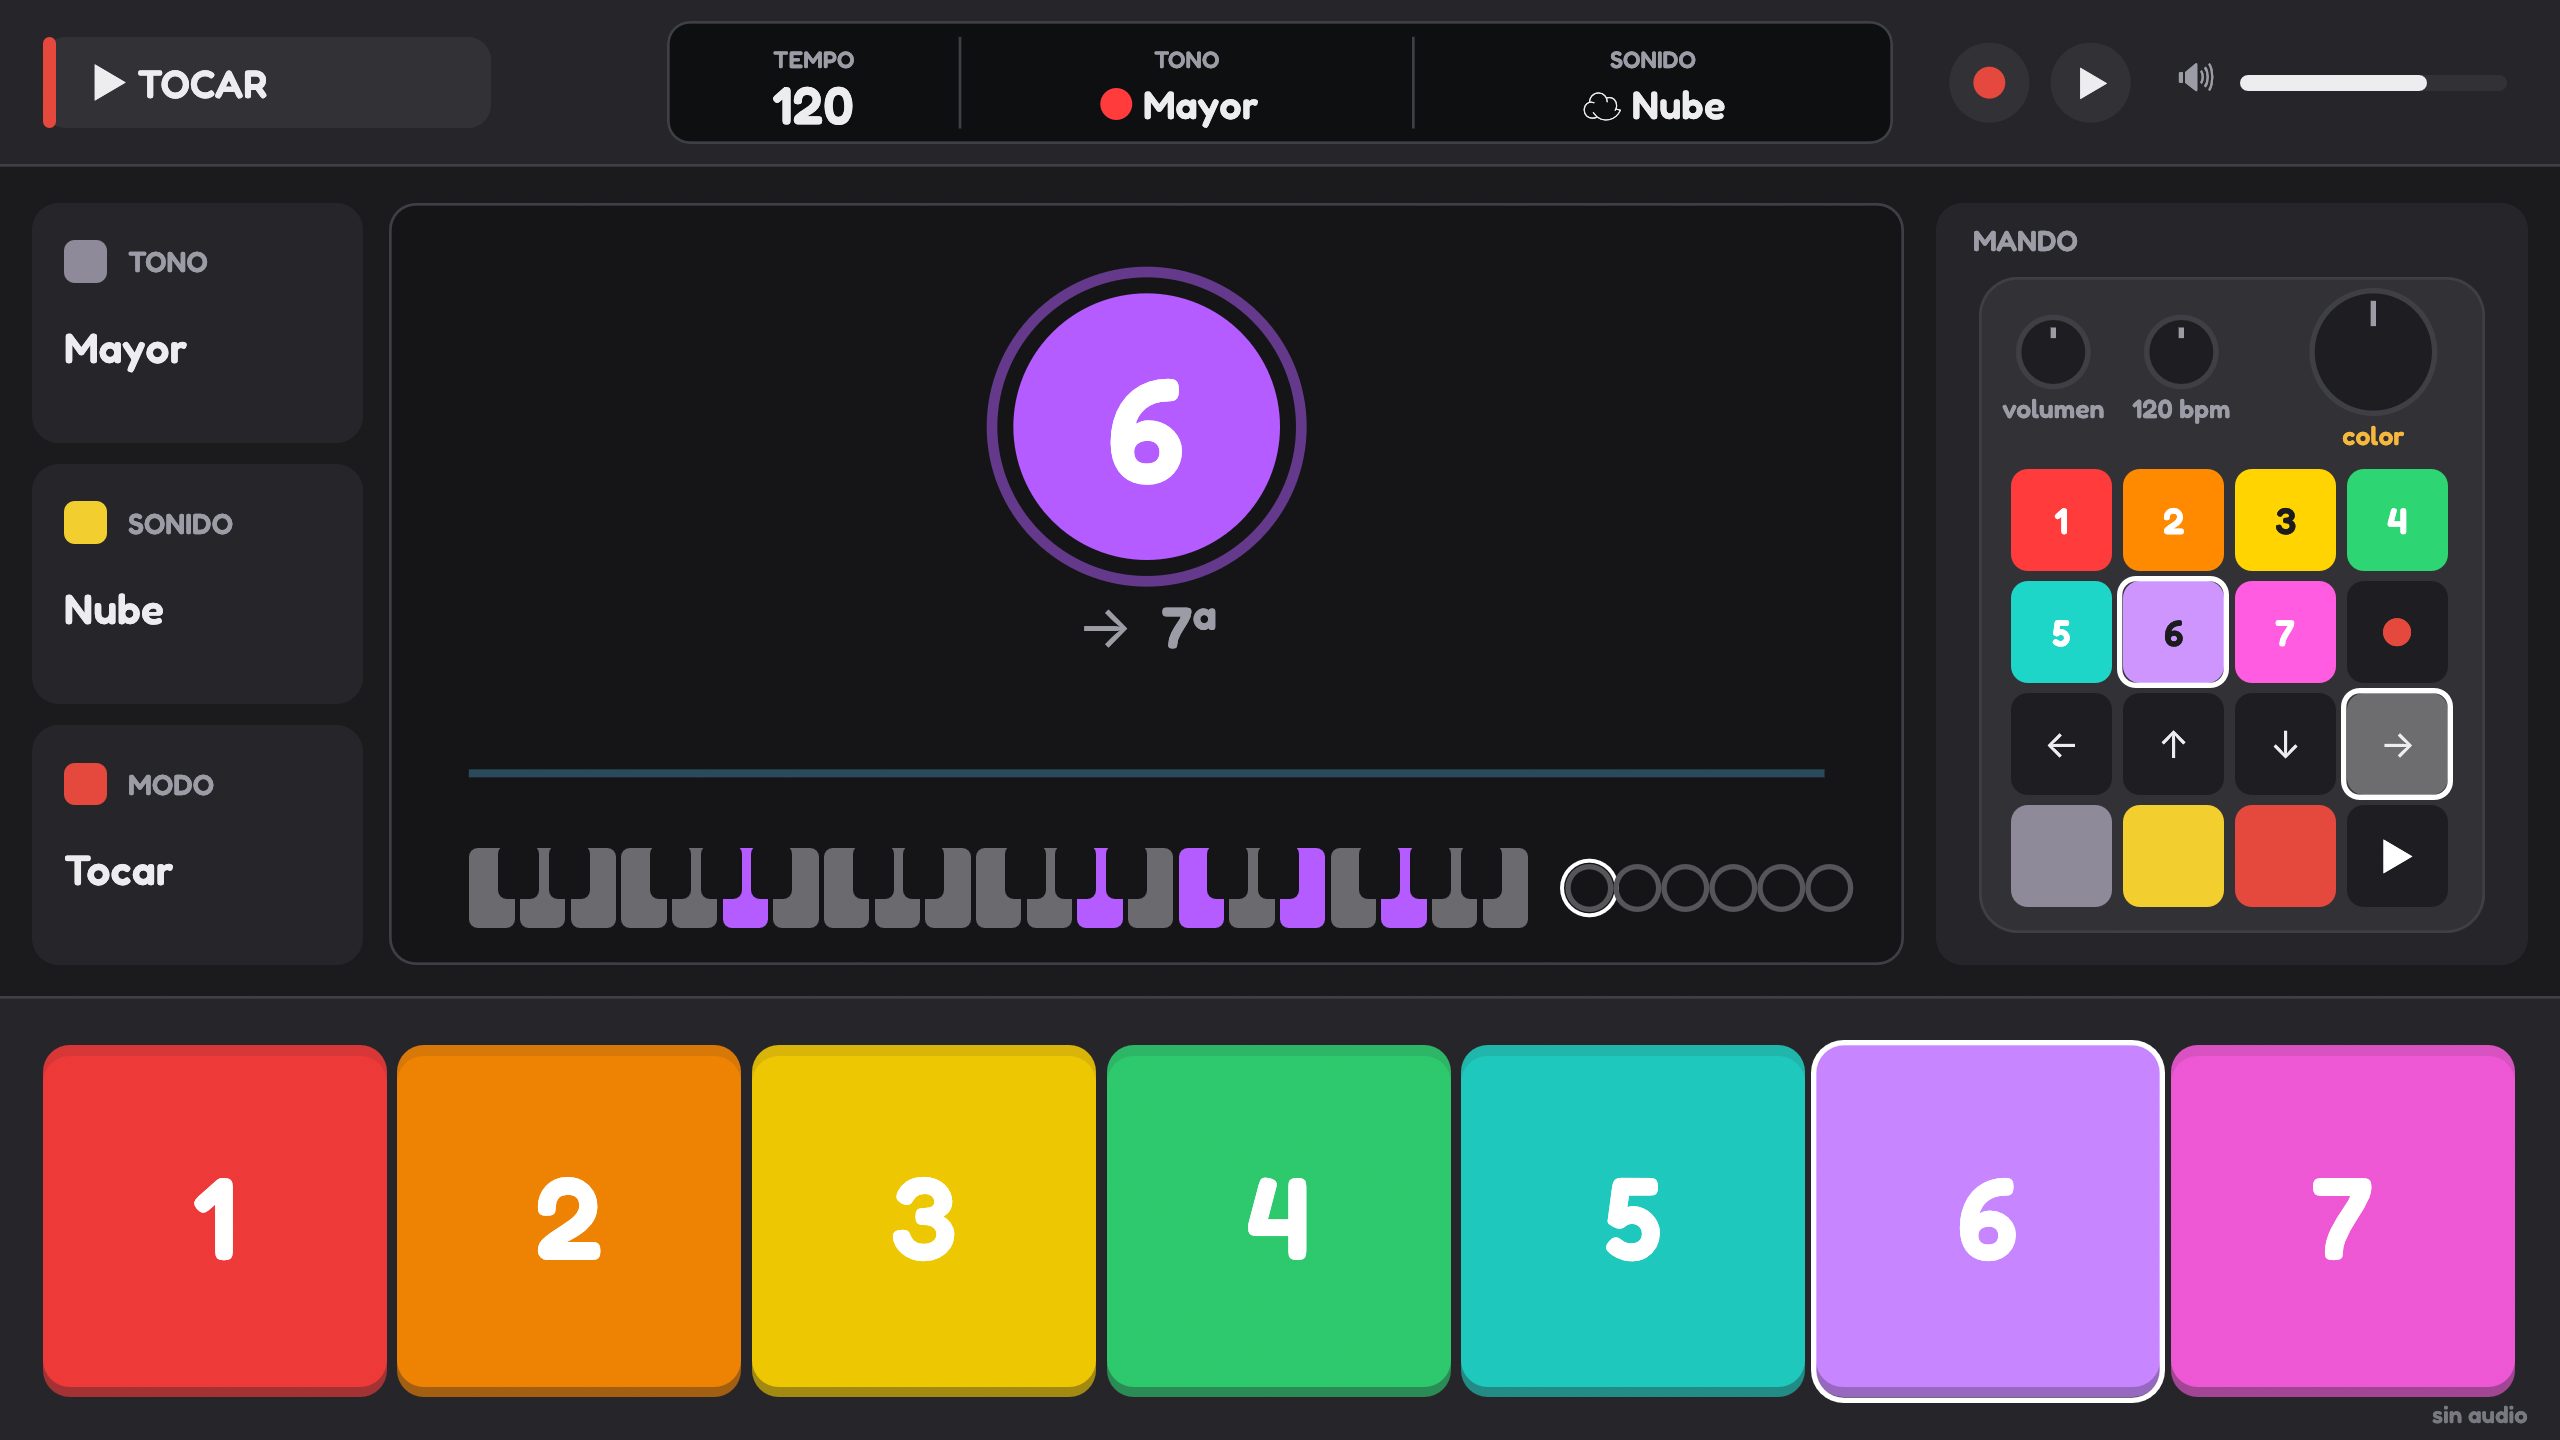 TOCAR
TEMPO
120
TONO
Mayor
SONIDO
Nube
TONO
Mayor
SONIDO
Nube
MODO
Tocar
6
→ 7ª
MANDO
volumen
120 bpm
color
1 2 3 4
5 6 7
← ↑ ↓ →
1 2 3 4 5 6 7
sin audio